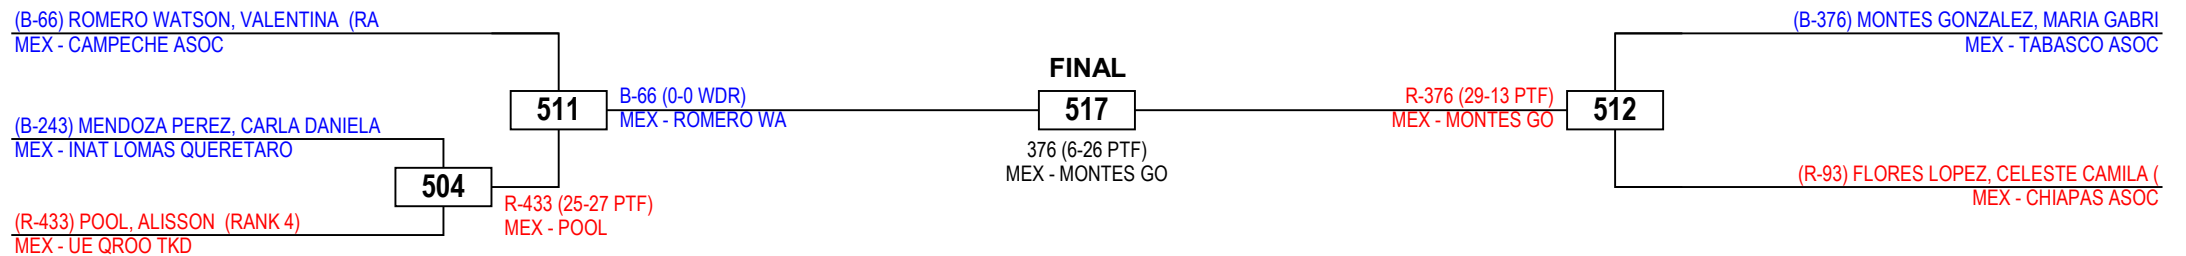 (B-66) ROMERO WATSON, VALENTINA  (RA
MEX - CAMPECHE ASOC
(B-243) MENDOZA PEREZ, CARLA DANIELA
MEX - INAT LOMAS QUERETARO
(R-433) POOL, ALISSON  (RANK 4)
MEX - UE QROO TKD
504
R-433 (25-27 PTF)
MEX - POOL
511
B-66 (0-0 WDR)
MEX - ROMERO WA
FINAL
517
376 (6-26 PTF)
MEX - MONTES GO
R-376 (29-13 PTF)
MEX - MONTES GO
512
(B-376) MONTES GONZALEZ, MARIA GABRI
MEX - TABASCO ASOC
(R-93) FLORES LOPEZ, CELESTE CAMILA (
MEX - CHIAPAS ASOC